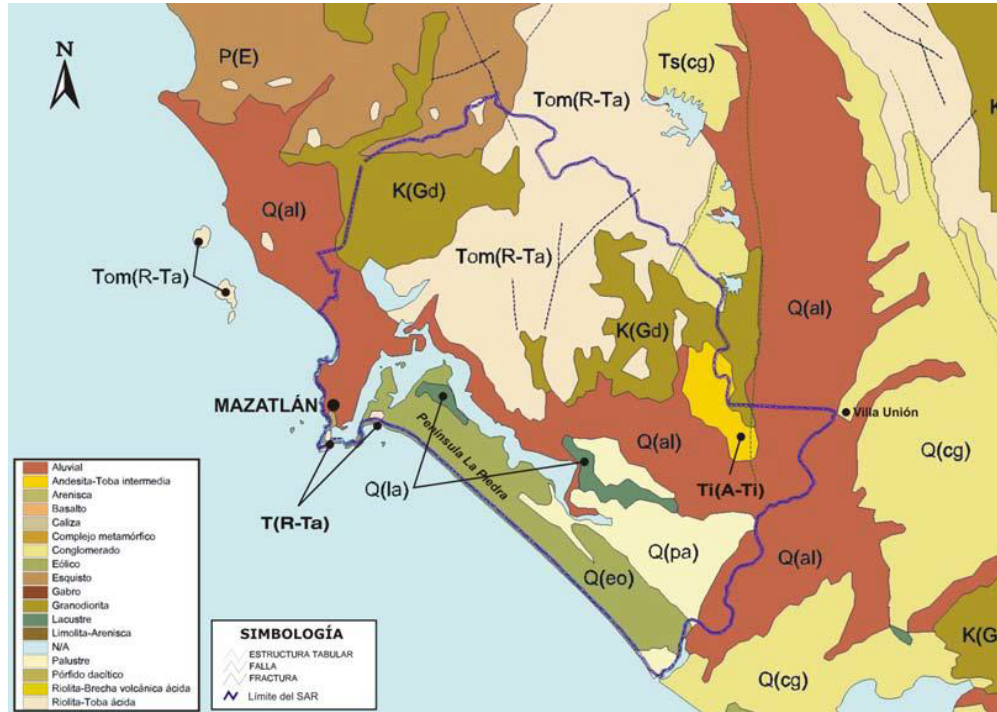 N
P(E)
Ts(cg)
Tom(R-Ta)
K(Gd)
Q(al)
Tom(R-Ta)
Tom(R-Ta)
Q(al)
K(Gd)
MAZATLÁN
Villa Unión
Península La Piedra
Q(al)
Q(cg)
Q(la)
Ti(A-Ti)
T(R-Ta)
Q(pa)
Q(al)
Q(eo)
K(G
Q(cg)
K
Aluvial
Andesita-Toba intermedia
Arenisca
Basalto
Caliza
Complejo metamórfico
Conglomerado
Eólico
Esquisto
Gabro
Granodiorita
Lacustre
Limolita-Arenisca
N/A
Palustre
Pórfido dacítico
Riolita-Brecha volcánica ácida
Riolita-Toba ácida
SIMBOLOGÍA
ESTRUCTURA TABULAR
FALLA
FRACTURA
Límite del SAR